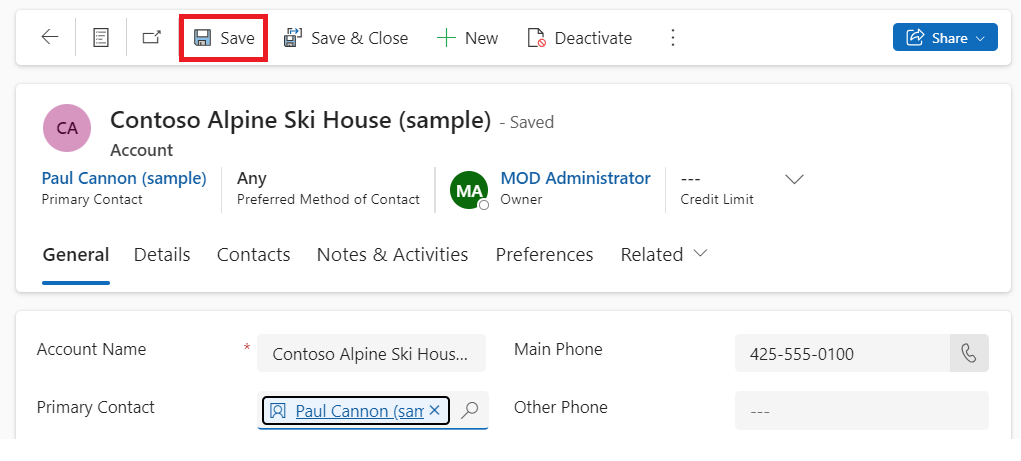 Save Save & Close New Deactivate Share
CA
Contoso Alpine Ski House (sample) - Saved
Account
Paul Cannon (sample)
Primary Contact
Any
Preferred Method of Contact
MA
MOD Administrator
Owner
---
Credit Limit
General Details Contacts Notes & Activities Preferences Related
Account Name * Contoso Alpine Ski Hous... Main Phone 425-555-0100
Primary Contact Paul Cannon (sam Other Phone ---